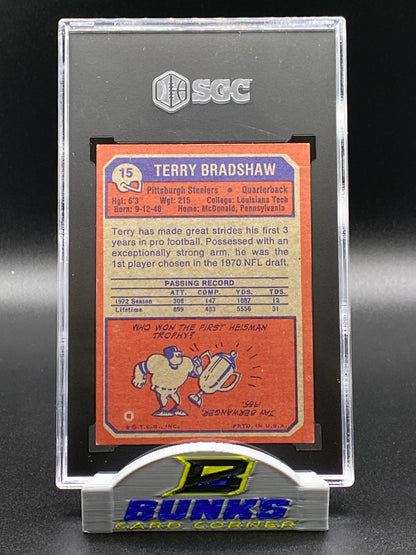 SGC
15
TERRY BRADSHAW
Pittsburgh Steelers • Quarterback
Hgt: 6'3" Wgt: 215 College: Louisiana Tech
Born: 9-12-48 Home: McDonald, Pennsylvania
Terry has made great strides his first 3
years in pro football. Possessed with an
exceptionally strong arm, he was the
1st player chosen in the 1970 NFL draft.
PASSING RECORD
ATT. COMP. YDS. TDS.
1972 Season 308 147 1887 12
Lifetime 899 433 5556 31
WHO WON THE FIRST HEISMAN
TROPHY?
JAY BERWANGER,
1935.
© T.C.G., INC. PRTD. IN U.S.A.
BUNK'S
CARD CORNER